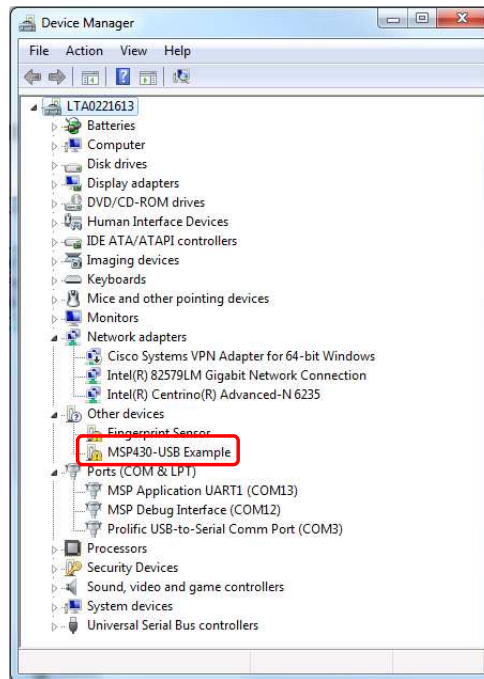 Device Manager
File Action View Help
LTA0221613
Batteries
Computer
Disk drives
Display adapters
DVD/CD-ROM drives
Human Interface Devices
IDE ATA/ATAPI controllers
Imaging devices
Keyboards
Mice and other pointing devices
Monitors
Network adapters
Cisco Systems VPN Adapter for 64-bit Windows
Intel(R) 82579LM Gigabit Network Connection
Intel(R) Centrino(R) Advanced-N 6235
Other devices
Fingerprint Sensor
MSP430-USB Example
Ports (COM & LPT)
MSP Application UART1 (COM13)
MSP Debug Interface (COM12)
Prolific USB-to-Serial Comm Port (COM3)
Processors
Security Devices
Sound, video and game controllers
System devices
Universal Serial Bus controllers